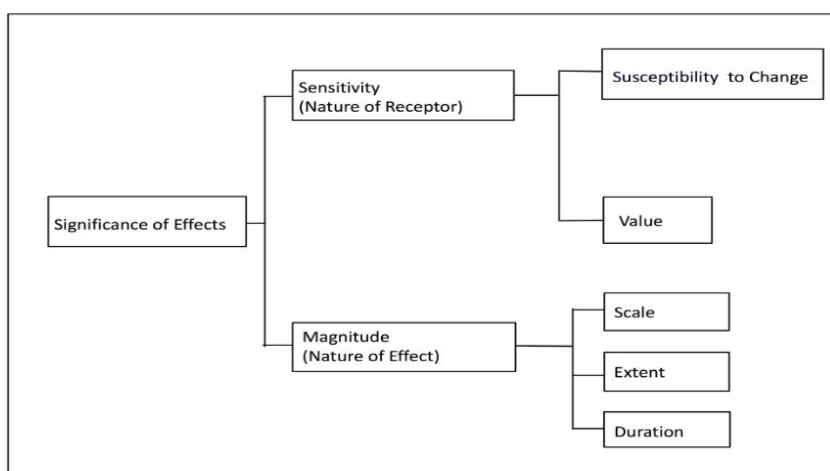 Significance of Effects
Sensitivity
(Nature of Receptor)
Susceptibility to Change
Value
Magnitude
(Nature of Effect)
Scale
Extent
Duration